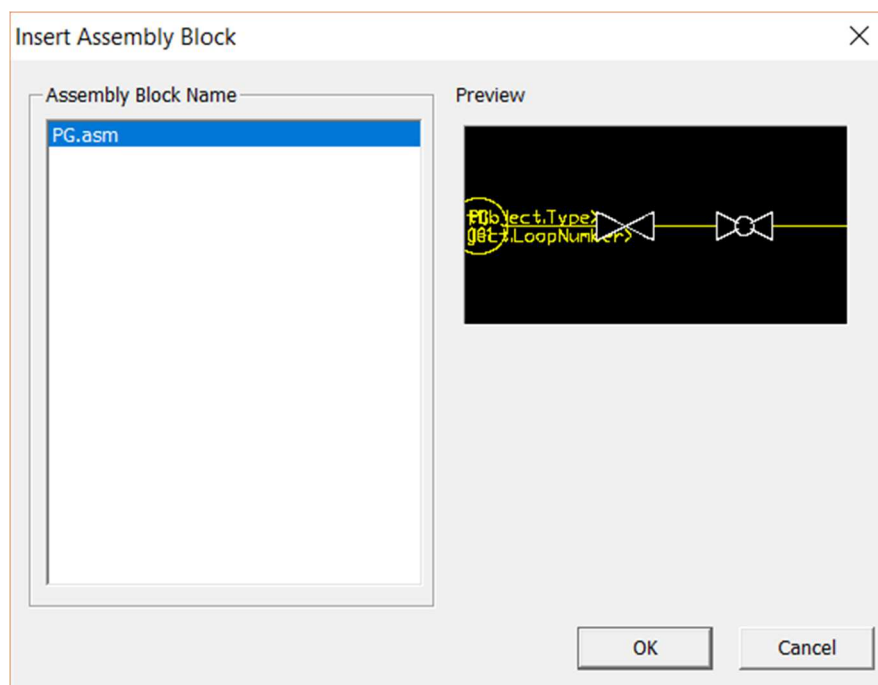 Insert Assembly Block
Assembly Block Name
Preview
PG.asm
OK
Cancel